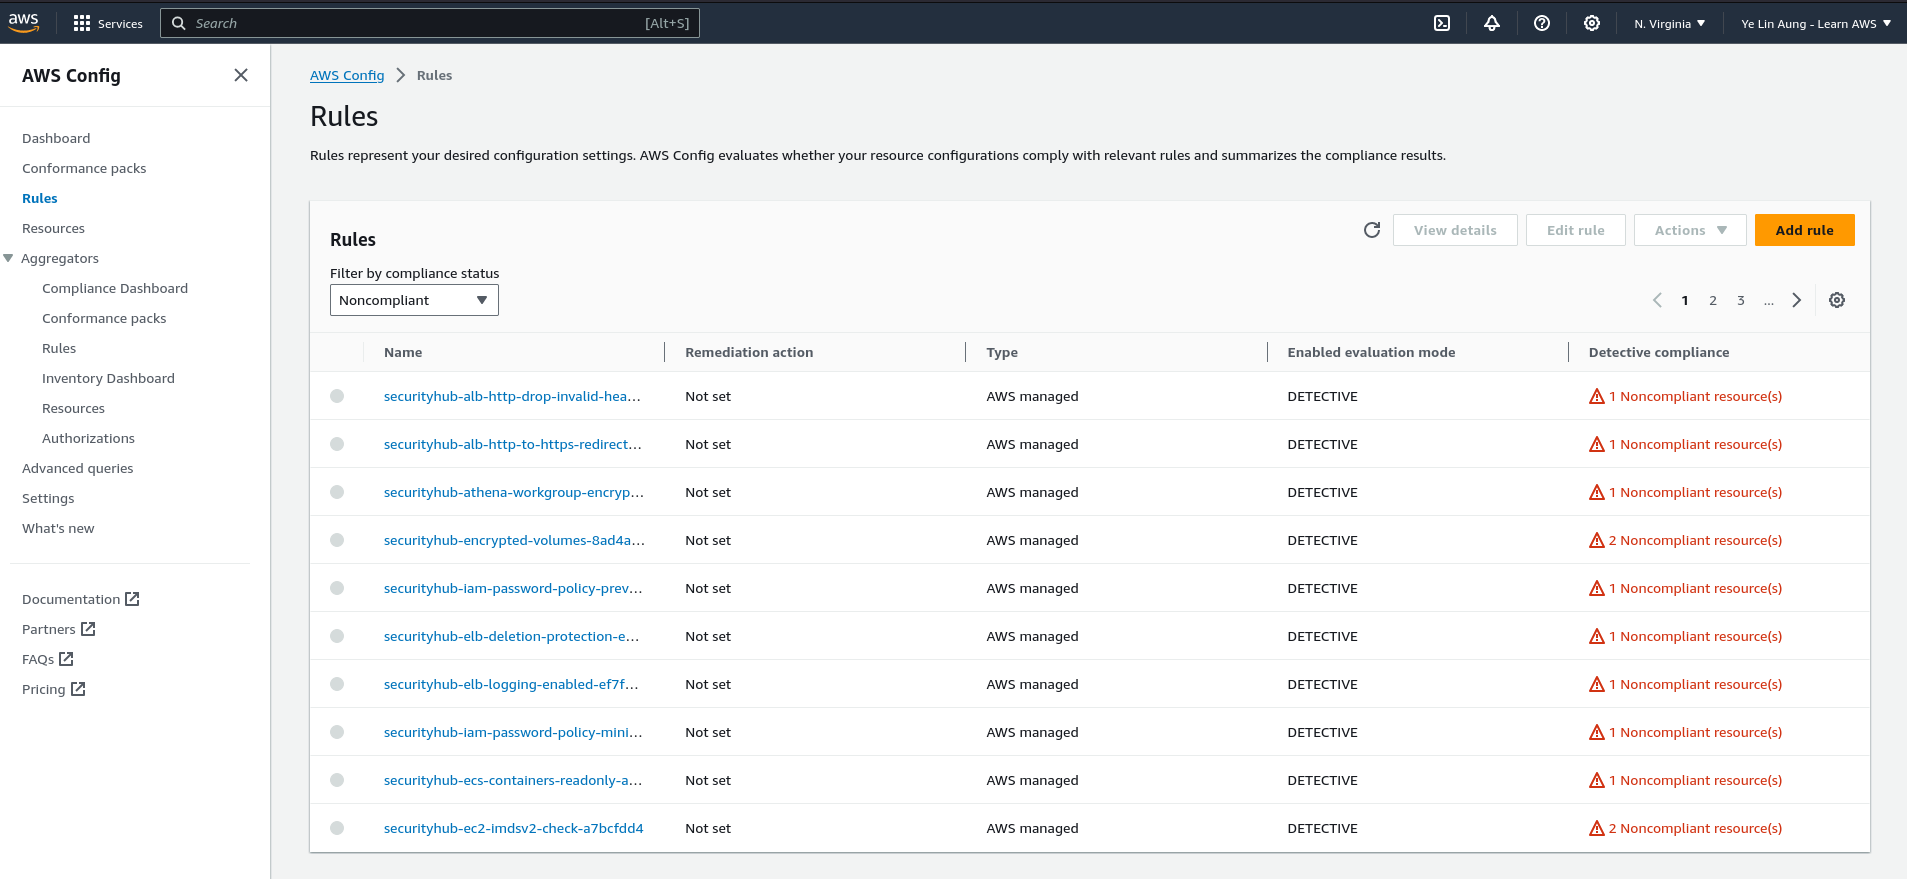 aws Services Search [Alt+S] N. Virginia Ye Lin Aung - Learn AWS
AWS Config
Dashboard
Conformance packs
Rules
Resources
Aggregators
Compliance Dashboard
Conformance packs
Rules
Inventory Dashboard
Resources
Authorizations
Advanced queries
Settings
What's new
Documentation
Partners
FAQs
Pricing
AWS Config Rules
Rules
Rules represent your desired configuration settings. AWS Config evaluates whether your resource configurations comply with relevant rules and summarizes the compliance results.
Rules View details Edit rule Actions Add rule
Filter by compliance status
Noncompliant 1 2 3 ...
Name Remediation action Type Enabled evaluation mode Detective compliance
securityhub-alb-http-drop-invalid-hea... Not set AWS managed DETECTIVE 1 Noncompliant resource(s)
securityhub-alb-http-to-https-redirect... Not set AWS managed DETECTIVE 1 Noncompliant resource(s)
securityhub-athena-workgroup-encryp... Not set AWS managed DETECTIVE 1 Noncompliant resource(s)
securityhub-encrypted-volumes-8ad4a... Not set AWS managed DETECTIVE 2 Noncompliant resource(s)
securityhub-iam-password-policy-prev... Not set AWS managed DETECTIVE 1 Noncompliant resource(s)
securityhub-elb-deletion-protection-e... Not set AWS managed DETECTIVE 1 Noncompliant resource(s)
securityhub-elb-logging-enabled-ef7f... Not set AWS managed DETECTIVE 1 Noncompliant resource(s)
securityhub-iam-password-policy-mini... Not set AWS managed DETECTIVE 1 Noncompliant resource(s)
securityhub-ecs-containers-readonly-a... Not set AWS managed DETECTIVE 1 Noncompliant resource(s)
securityhub-ec2-imdsv2-check-a7bcfdd4 Not set AWS managed DETECTIVE 2 Noncompliant resource(s)